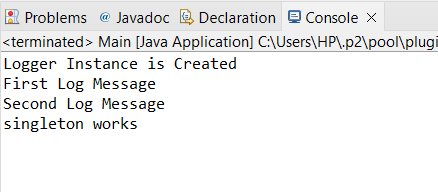 Problems @ Javadoc Declaration Console ×
<terminated> Main [Java Application] C:\Users\HP\.p2\pool\plugi
Logger Instance is Created
First Log Message
Second Log Message
singleton works